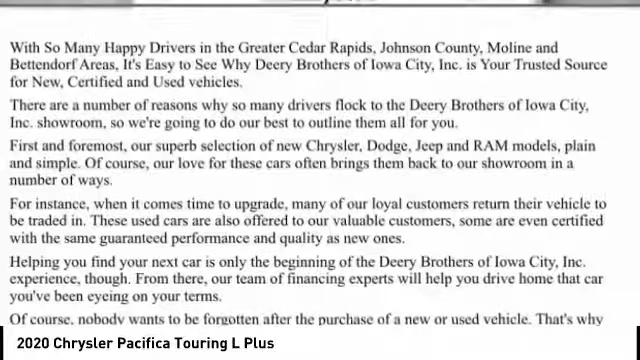 With So Many Happy Drivers in the Greater Cedar Rapids, Johnson County, Moline and
Bettendorf Areas, It's Easy to See Why Deery Brothers of Iowa City, Inc. is Your Trusted Source
for New, Certified and Used vehicles.
There are a number of reasons why so many drivers flock to the Deery Brothers of Iowa City,
Inc. showroom, so we're going to do our best to outline them all for you.
First and foremost, our superb selection of new Chrysler, Dodge, Jeep and RAM models, plain
and simple. Of course, our love for these cars often brings them back to our showroom in a
number of ways.
For instance, when it comes time to upgrade, many of our loyal customers return their vehicle to
be traded in. These used cars are also offered to our valuable customers, some are even certified
with the same guaranteed performance and quality as new ones.
Helping you find your next car is only the beginning of the Deery Brothers of Iowa City, Inc.
experience, though. From there, our team of financing experts will help you drive home that car
you've been eyeing on your terms.
Of course, nobody wants to be forgotten after the purchase of a new or used vehicle. That's why
2020 Chrysler Pacifica Touring L Plus